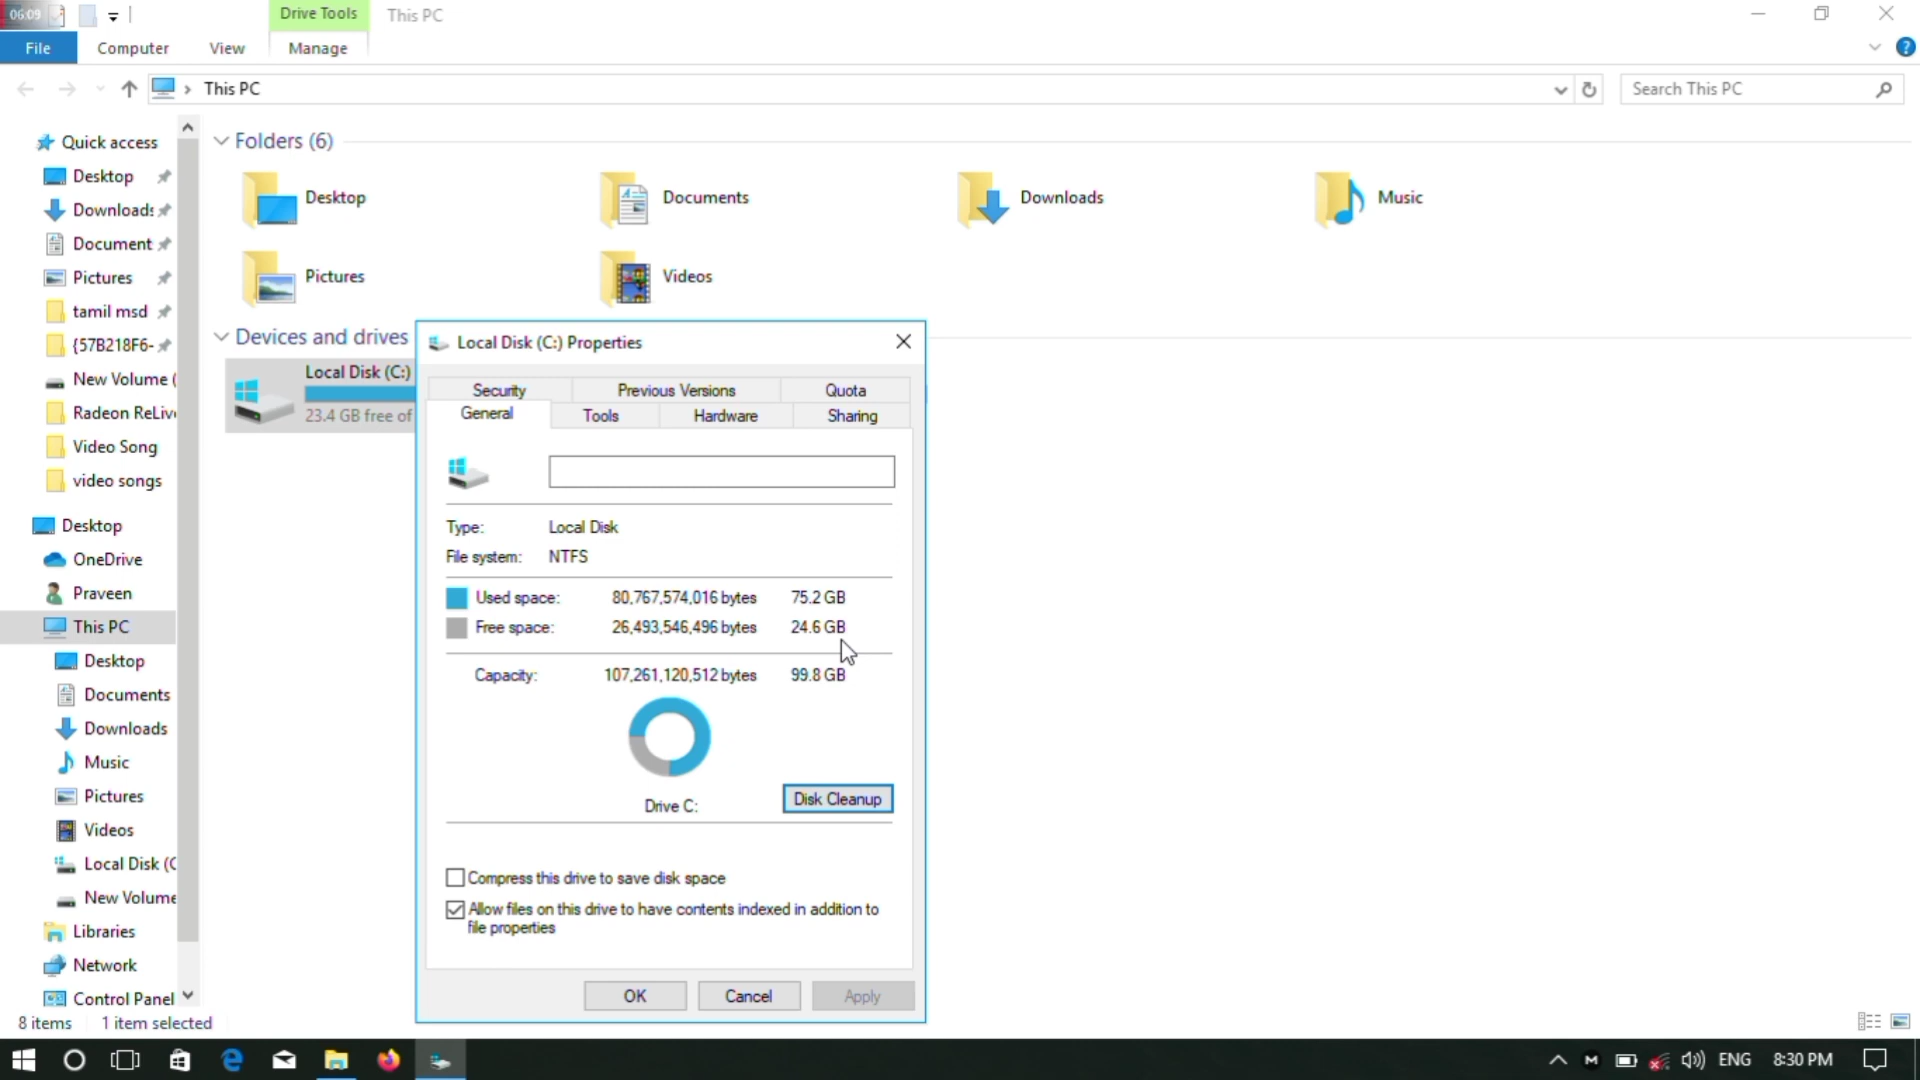 06:09
Drive Tools
This PC
File
Computer
View
Manage
This PC
Search This PC
Quick access
Desktop
Downloads
Document
Pictures
tamil msd
{57B218F6-
New Volume (
Radeon ReLiv
Video Song
video songs
Desktop
OneDrive
Praveen
This PC
Desktop
Documents
Downloads
Music
Pictures
Videos
Local Disk (C
New Volume
Libraries
Network
Control Panel
Folders (6)
Desktop
Documents
Downloads
Music
Pictures
Videos
Devices and drives
Local Disk (C:)
23.4 GB free of
Local Disk (C:) Properties
Security
Previous Versions
Quota
General
Tools
Hardware
Sharing
Type: Local Disk
File system: NTFS
Used space: 80,767,574,016 bytes 75.2 GB
Free space: 26,493,546,496 bytes 24.6 GB
Capacity: 107,261,120,512 bytes 99.8 GB
Drive C:
Disk Cleanup
Compress this drive to save disk space
Allow files on this drive to have contents indexed in addition to
file properties
OK
Cancel
Apply
8 items
1 item selected
ENG
8:30 PM